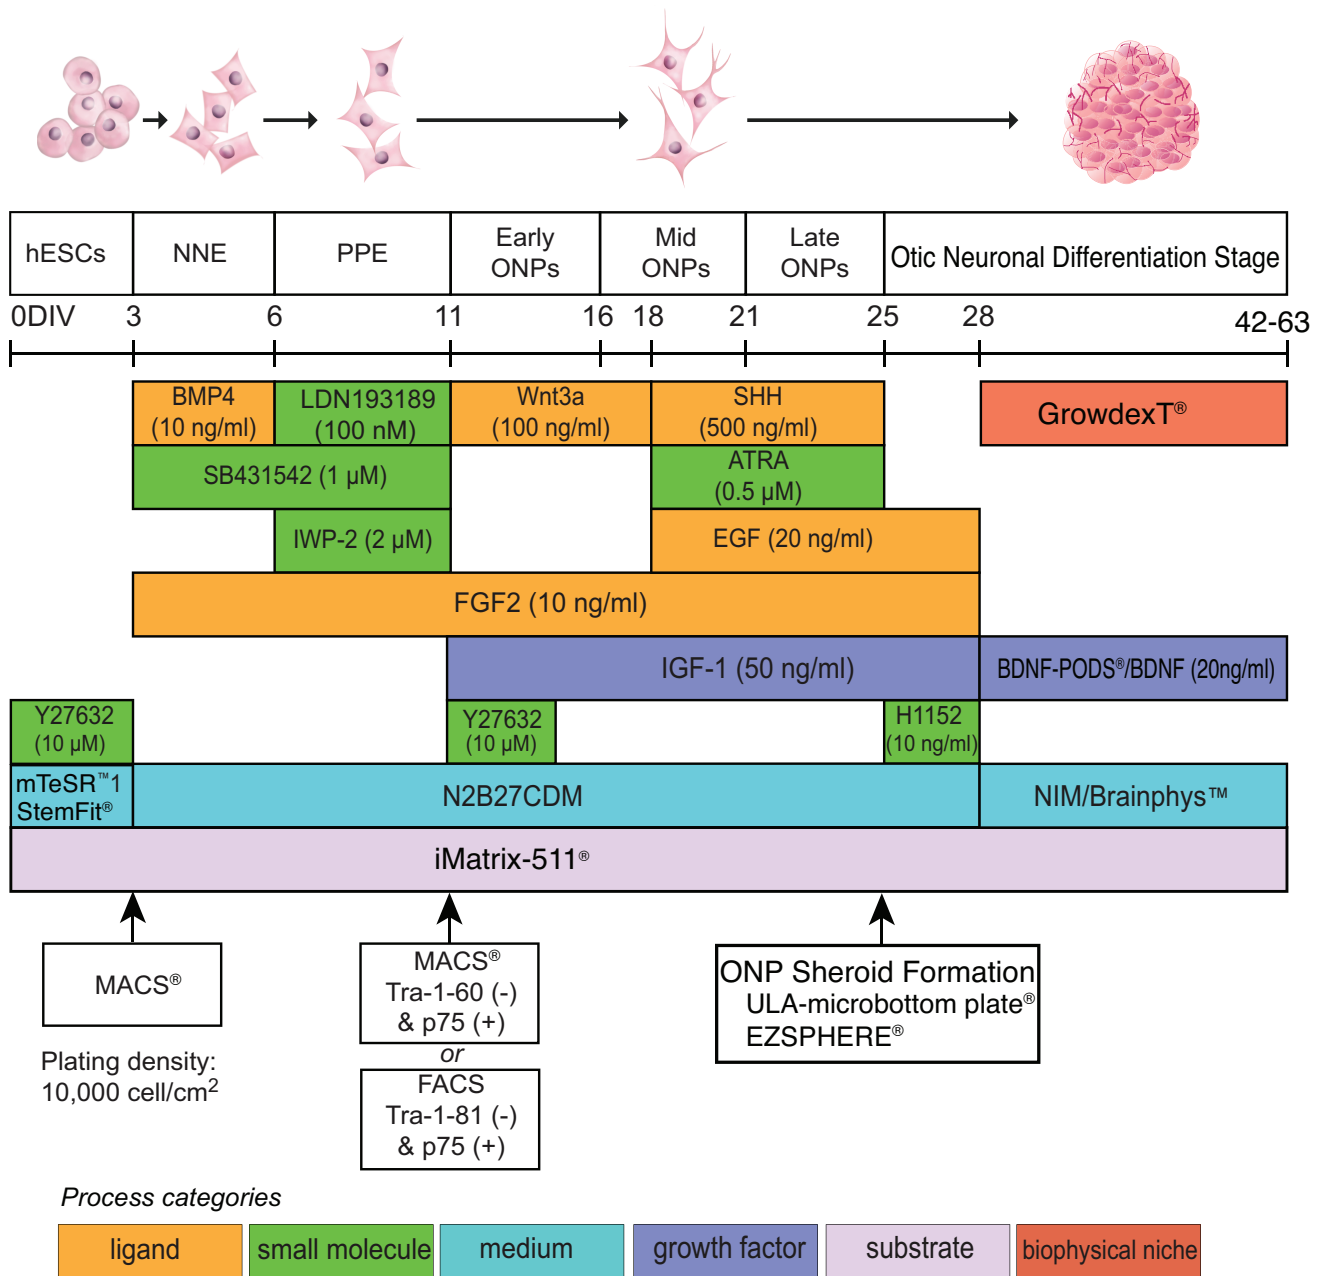 hESCs NNE PPE Early ONPs Mid ONPs Late ONPs Otic Neuronal Differentiation Stage
0DIV 3 6 11 16 18 21 25 28 42-63
BMP4
(10 ng/ml)
LDN193189
(100 nM)
Wnt3a
(100 ng/ml)
SHH
(500 ng/ml)
GrowdexT®
SB431542 (1 µM)
ATRA
(0.5 µM)
IWP-2 (2 µM)
EGF (20 ng/ml)
FGF2 (10 ng/ml)
IGF-1 (50 ng/ml)
BDNF-PODS®/BDNF (20ng/ml)
Y27632
(10 µM)
Y27632
(10 µM)
H1152
(10 ng/ml)
mTeSR™1
StemFit®
N2B27CDM
NIM/Brainphys™
iMatrix-511®
MACS®
Plating density:
10,000 cell/cm²
MACS®
Tra-1-60 (-)
& p75 (+)
or
FACS
Tra-1-81 (-)
& p75 (+)
ONP Sheroid Formation
ULA-microbottom plate®
EZSPHERE®
Process categories
ligand small molecule medium growth factor substrate biophysical niche